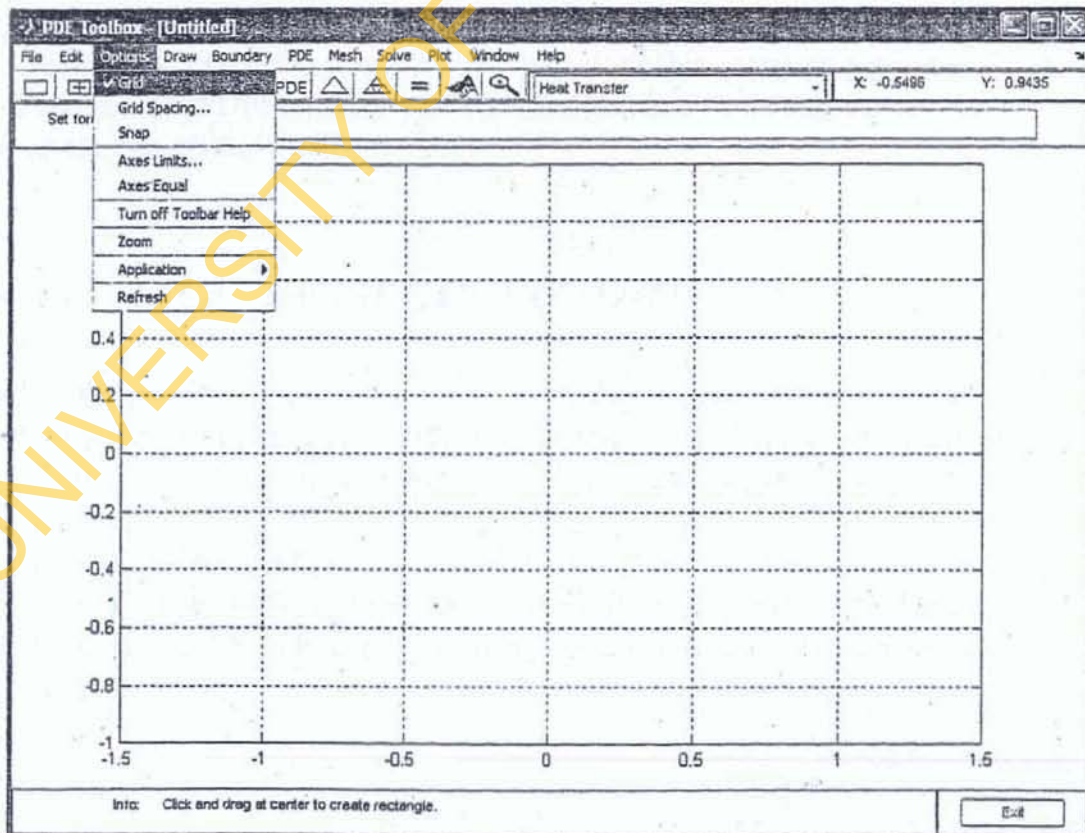 PDE Toolbox - [Untitled]
File Edit Options Draw Boundary PDE Mesh Solve Plot Window Help
Grid
PDE
=
Heat Transfer
X: -0.5496 Y: 0.9435
Set for
Grid Spacing...
Snap
Axes Limits...
Axes Equal
Turn off Toolbar Help
Zoom
Application
Refresh
0.4
0.2
0
-0.2
-0.4
-0.6
-0.8
-1
-1.5 -1 -0.5 0 0.5 1 1.5
Info: Click and drag at center to create rectangle.
Exit
UNIVERSITY OF